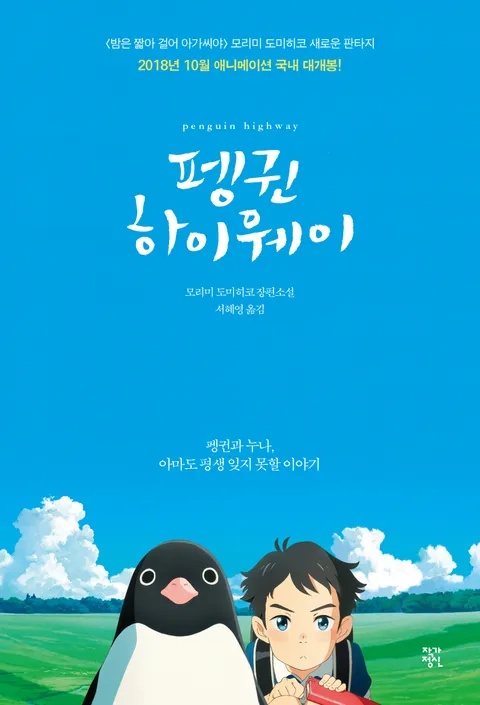 <밤은 짧아 걸어 아가씨야> 모리미 도미히코 새로운 판타지
2018년 10월 애니메이션 국내 대개봉!
penguin highway
펭귄
하이웨이
모리미 도미히코 장편소설
서혜영 옮김
펭귄과 누나,
아마도 평생 잊지 못할 이야기
작가
정신